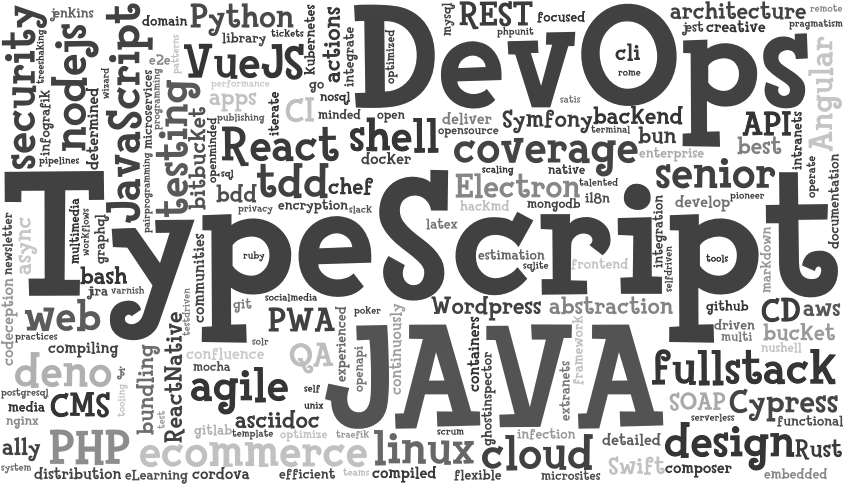 jenkins
domain
Python
library
tickets
kubernetes
actions
integrate
go
mysql
REST
focused
phpunit
architecture
jest
creative
remote
pragmatism
security
treeshaking
infografik
nodejs
JavaScript
e2e
patterns
wizard
VueJS
DevOps
optimized
cli
rome
satis
Angular
microservices
programming
pairprogramming
determined
pipelines
testing
bitbucket
performance
apps
publishing
CI
nosql
minded
open
iterate
openminded
React
shell
docker
deliver
opensource
Symfony
backend
terminal
bun
enterprise
API
best
intranets
operate
documentation
coverage
scaling
native
senior
pioneer
develop
sql
tdd
chef
bdd
privacy
encryption
slack
Electron
hackmd
mongodb
talented
i18n
latex
TypeScript
newsletter
async
multimedia
workflows
graphql
bash
jira
varnish
codeception
communities
testdriven
ruby
git
socialmedia
estimation
sqlite
frontend
integration
selfdriven
tools
markdown
web
practices
compiling
PWA
solr
experienced
poker
openapi
continuously
Wordpress
abstraction
github
driven
multi
CD
aws
bucket
nushell
deno
tooling
bundling
test
ReactNative
confluence
mocha
QA
JAVA
containers
ghostinspector
framework
extranets
fullstack
postgresql
media
nginx
CMS
agile
self
unix
asciidoc
gitlab
template
optimize
traefik
scrum
infection
detailed
SOAP
Cypress
serverless
functional
a11y
system
PHP
ecommerce
linux
cloud
design
Rust
distribution
eLearning
cordova
efficient
teams
compiled
flexible
microsites
Swift
composer
embedded